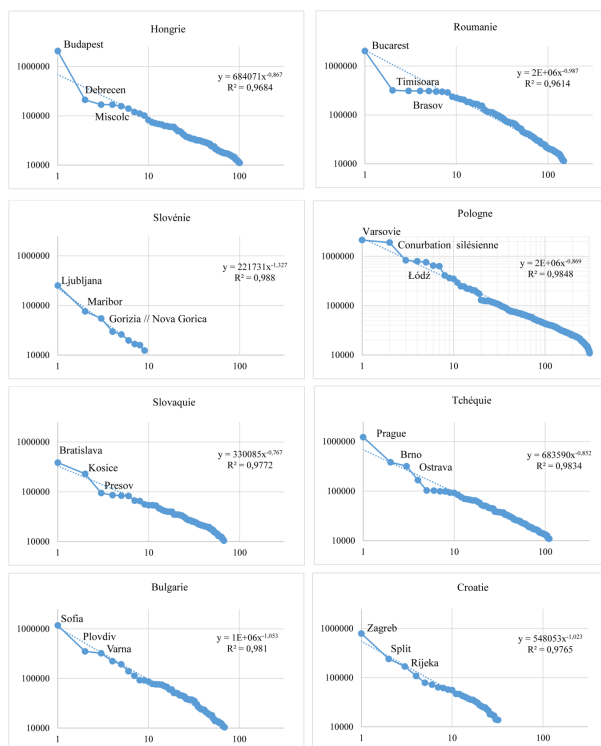 Hongrie
Budapest
1000000
y = 684071x^-0,867
R² = 0,9684
Debrecen
Miscolc
100000
10000
1
10
100
Roumanie
Bucarest
1000000
y = 2E+06x^-0,987
R² = 0,9614
Timisoara
Brasov
100000
10000
1
10
100
Slovénie
1000000
y = 221731x^-1,327
R² = 0,988
Ljubljana
Maribor
100000
Gorizia // Nova Gorica
10000
1
10
100
Pologne
Varsovie
Conurbation silésienne
1000000
y = 2E+06x^-0,869
R² = 0,9848
Łódź
100000
10000
1
10
100
Slovaquie
1000000
Bratislava
y = 330085x^-0,767
R² = 0,9772
Kosice
Presov
100000
10000
1
10
100
Tchéquie
Prague
1000000
Brno
y = 683590x^-0,852
R² = 0,9834
Ostrava
100000
10000
1
10
100
Bulgarie
Sofia
1000000
Plovdiv
y = 1E+06x^-1,053
R² = 0,981
Varna
100000
10000
1
10
100
Croatie
1000000
Zagreb
y = 548053x^-1,023
R² = 0,9765
Split
Rijeka
100000
10000
1
10
100